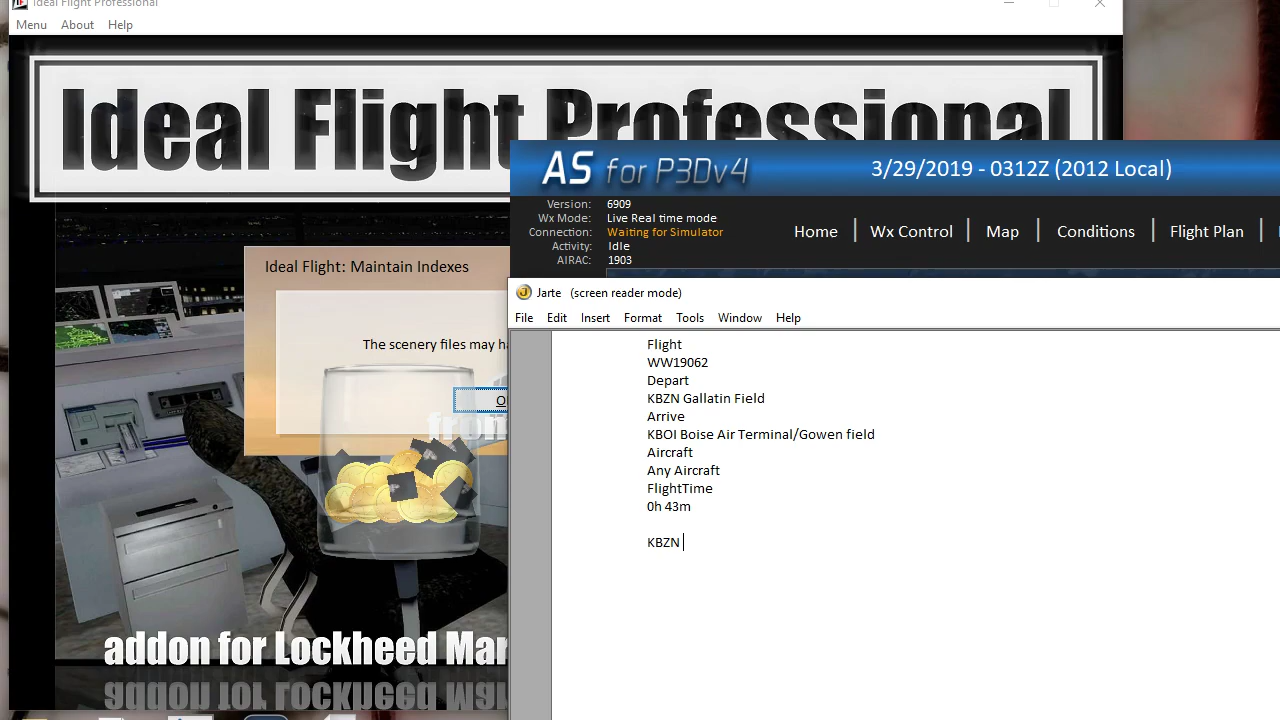 Ideal Flight Professional
Menu About Help
Ideal Flight Professional
AS for P3Dv4
3/29/2019 - 0312Z (2012 Local)
Version: 6909
Wx Mode: Live Real time mode
Connection: Waiting for Simulator
Activity: Idle
AIRAC: 1903
Home Wx Control Map Conditions Flight Plan
Ideal Flight: Maintain Indexes
The scenery files may
from
addon for Lockheed Mar
Jarte (screen reader mode)
File Edit Insert Format Tools Window Help
Flight
WW19062
Depart
KBZN Gallatin Field
Arrive
KBOI Boise Air Terminal/Gowen field
Aircraft
Any Aircraft
FlightTime
0h 43m
KBZN